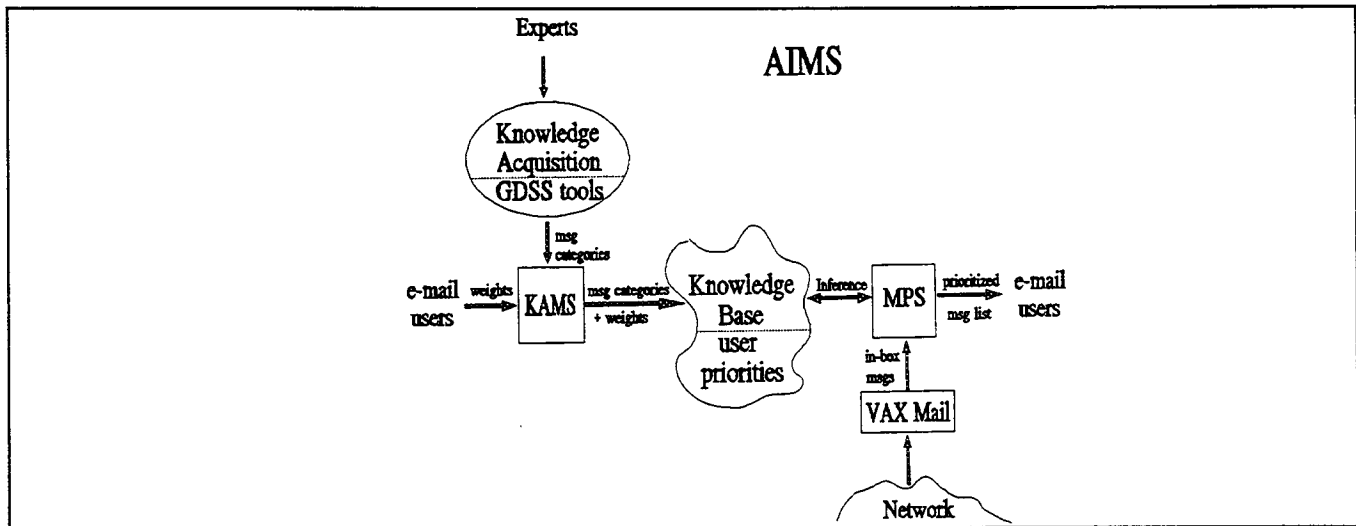 Experts
AIMS
Knowledge
Acquisition
GDSS tools
msg
categories
e-mail
users
weights
KAMS
msg categories
+ weights
Knowledge
Base
user
priorities
Inference
MPS
prioritized
msg list
e-mail
users
in-box
msgs
VAX Mail
Network